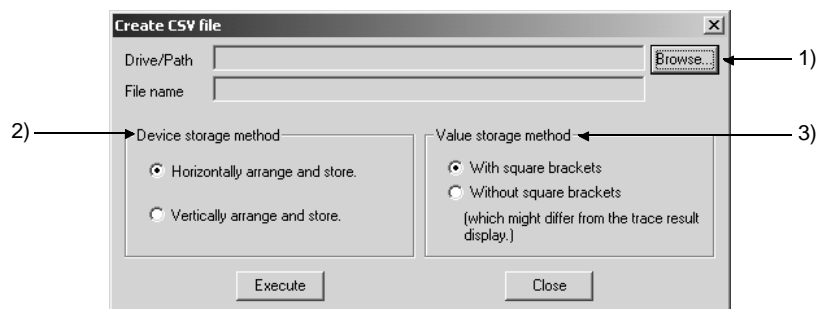 Create CSV file
Drive/Path
Browse...
1)
File name
2)
Device storage method
Value storage method
3)
Horizontally arrange and store.
With square brackets
Vertically arrange and store.
Without square brackets
(which might differ from the trace result
display.)
Execute
Close